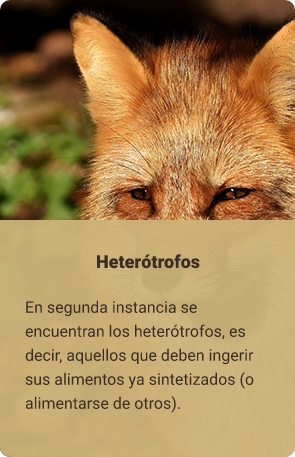 Heterótrofos
En segunda instancia se
encuentran los heterótrofos, es
decir, aquellos que deben ingerir
sus alimentos ya sintetizados (o
alimentarse de otros).